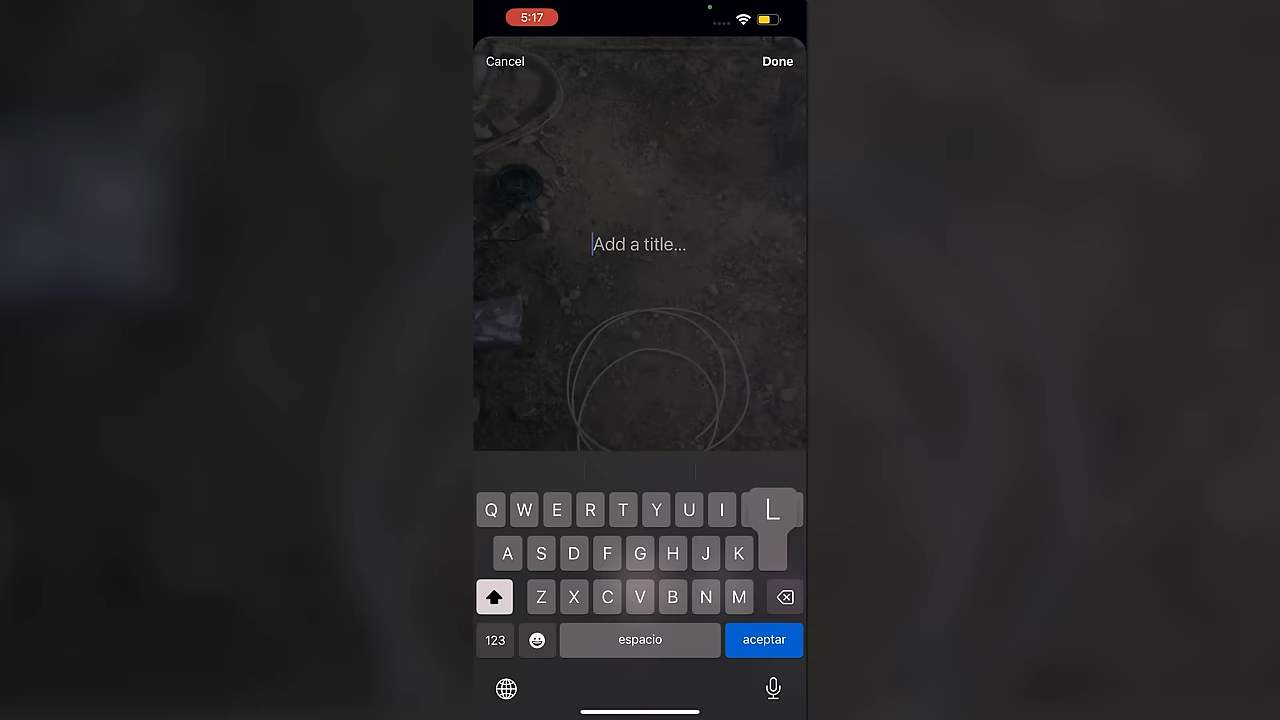 5:17
Cancel Done
Add a title...
Q W E R T Y U I L
A S D F G H J K
Z X C V B N M
123 espacio aceptar